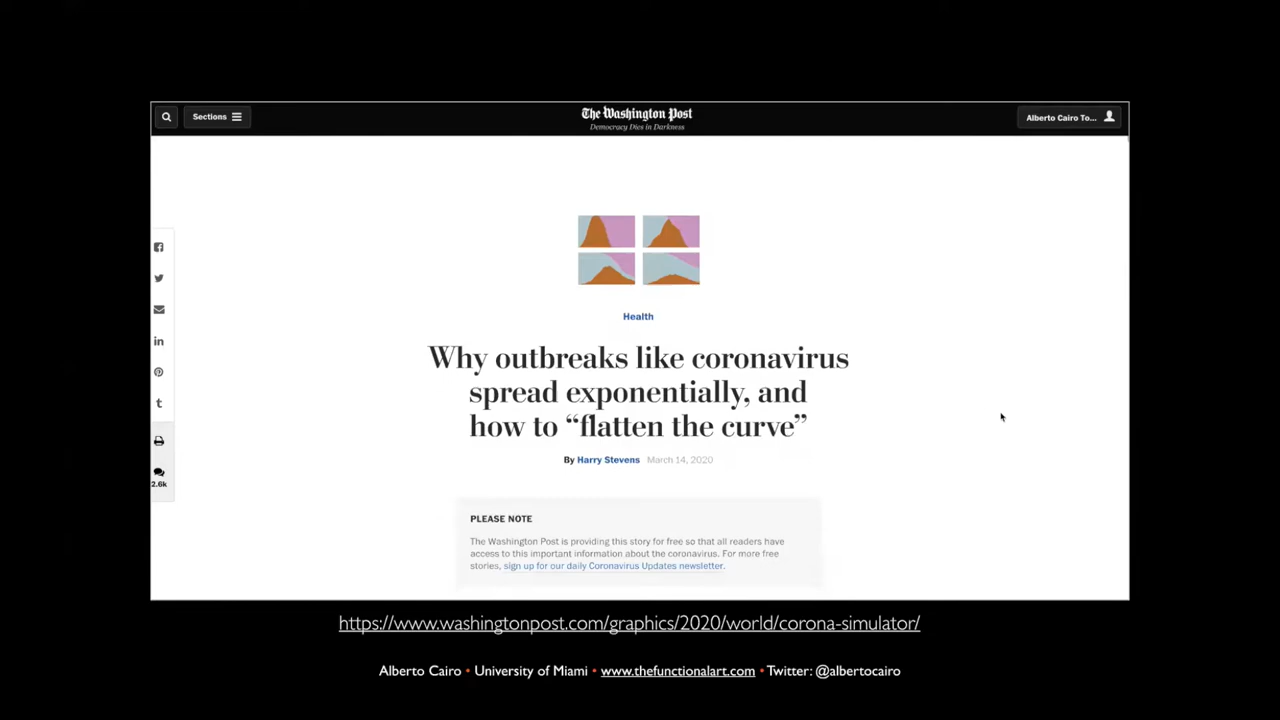 Sections
The Washington Post
Democracy Dies in Darkness
Alberto Cairo To...
Health
Why outbreaks like coronavirus
spread exponentially, and
how to “flatten the curve”
By Harry Stevens March 14, 2020
2.6k
PLEASE NOTE
The Washington Post is providing this story for free so that all readers have
access to this important information about the coronavirus. For more free
stories, sign up for our daily Coronavirus Updates newsletter.
https://www.washingtonpost.com/graphics/2020/world/corona-simulator/
Alberto Cairo • University of Miami • www.thefunctionalart.com • Twitter: @albertocairo